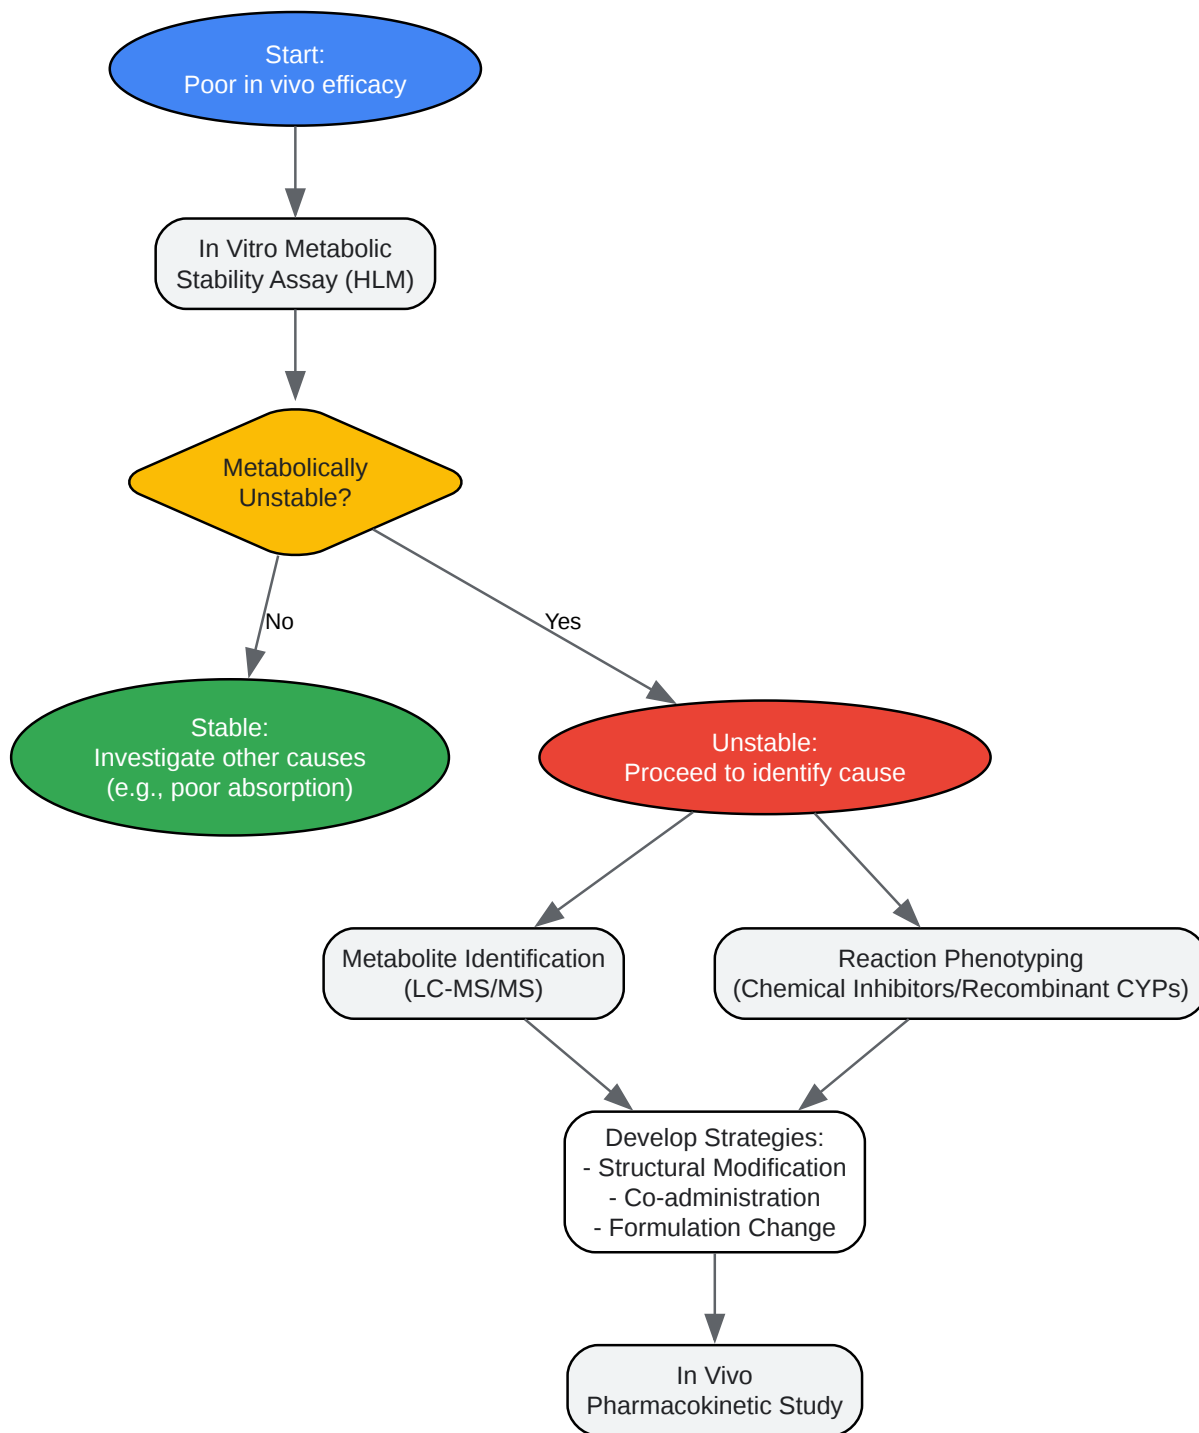 Start:
Poor in vivo efficacy
In Vitro Metabolic
Stability Assay (HLM)
Metabolically
Unstable?
No
Yes
Stable:
Investigate other causes
(e.g., poor absorption)
Unstable:
Proceed to identify cause
Metabolite Identification
(LC-MS/MS)
Reaction Phenotyping
(Chemical Inhibitors/Recombinant CYPs)
Develop Strategies:
- Structural Modification
- Co-administration
- Formulation Change
In Vivo
Pharmacokinetic Study